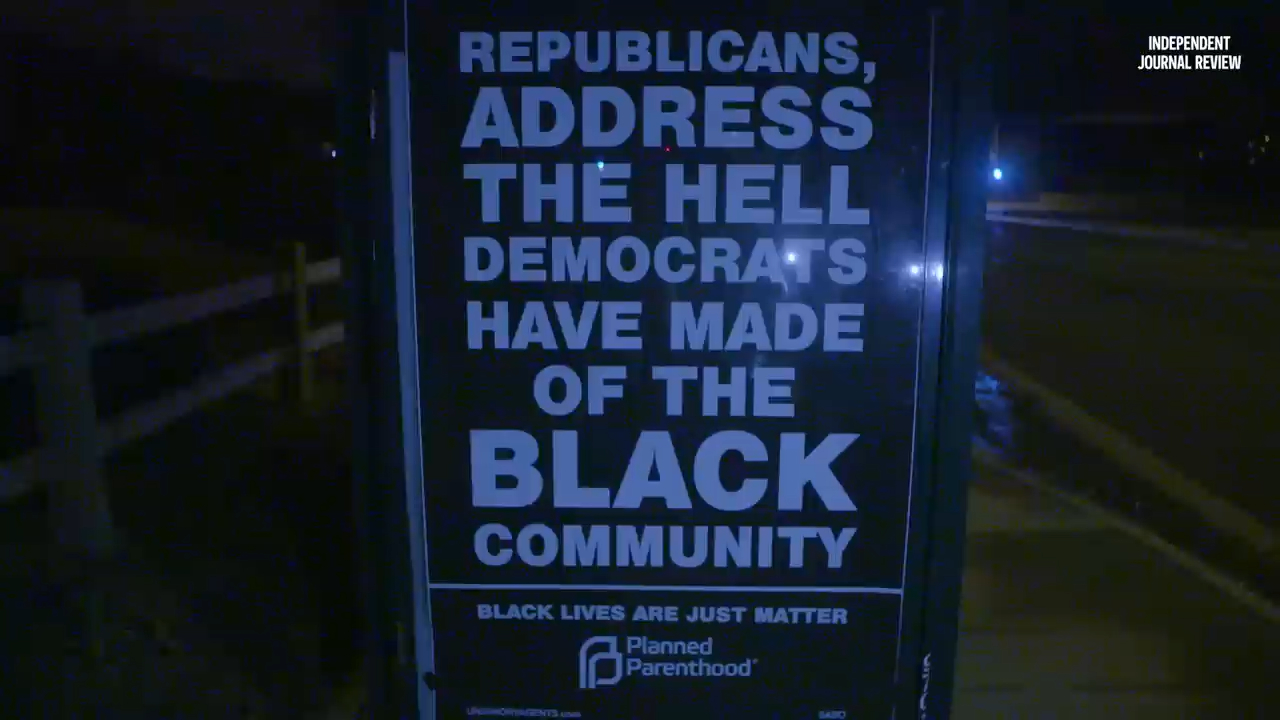 INDEPENDENT
JOURNAL REVIEW
REPUBLICANS,
ADDRESS
THE HELL
DEMOCRATS
HAVE MADE
OF THE
BLACK
COMMUNITY
BLACK LIVES ARE JUST MATTER
Planned
Parenthood®
SABO